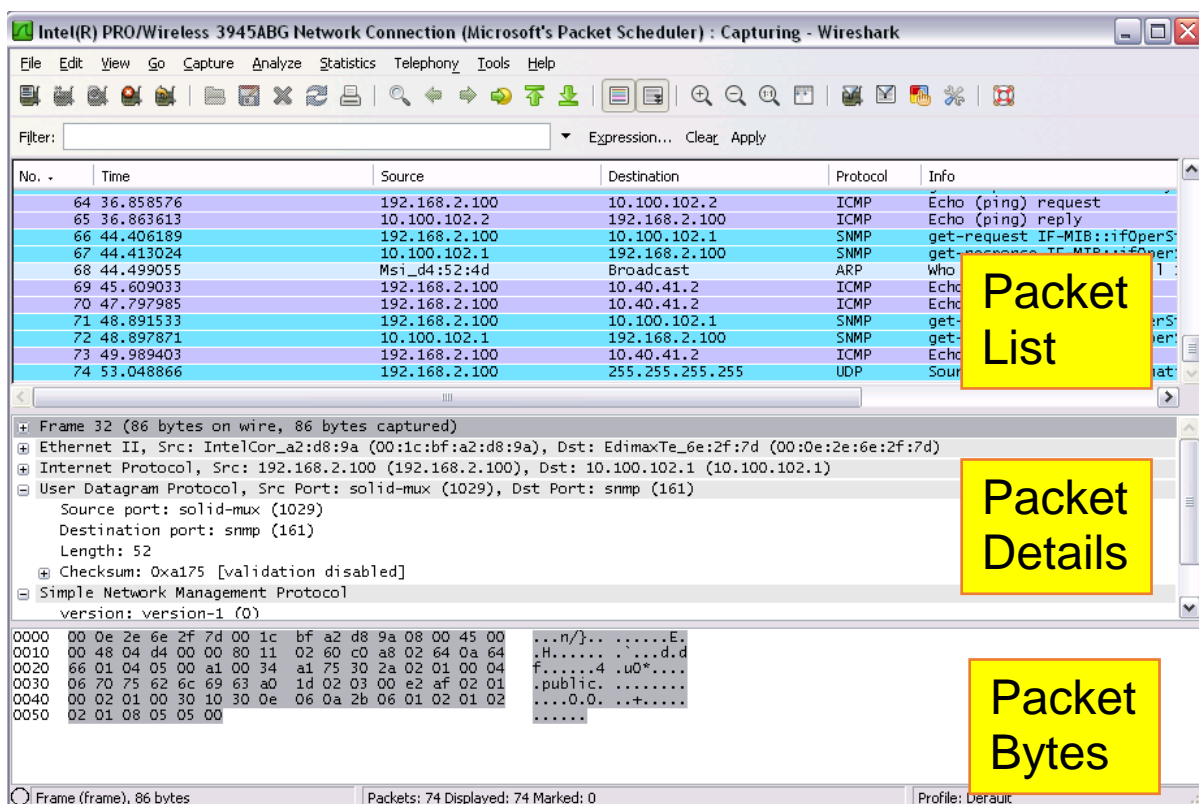 Intel(R) PRO/Wireless 3945ABG Network Connection (Microsoft's Packet Scheduler) : Capturing - Wireshark
File Edit View Go Capture Analyze Statistics Telephony Tools Help
Filter: Expression... Clear Apply
No. Time Source Destination Protocol Info
64 36.858576 192.168.2.100 10.100.102.2 ICMP Echo (ping) request
65 36.863613 10.100.102.2 192.168.2.100 ICMP Echo (ping) reply
66 44.406189 192.168.2.100 10.100.102.1 SNMP get-request IF-MIB::ifOperS
67 44.413024 10.100.102.1 192.168.2.100 SNMP
68 44.499055 Msi_d4:52:4d Broadcast ARP Who
69 45.609033 192.168.2.100 10.40.41.2 ICMP
70 47.797985 192.168.2.100 10.40.41.2 ICMP
71 48.891533 192.168.2.100 10.100.102.1 SNMP get-
72 48.897871 10.100.102.1 192.168.2.100 SNMP get-
73 49.989403 192.168.2.100 10.40.41.2 ICMP
74 53.048866 192.168.2.100 255.255.255.255 UDP
Packet
List
Frame 32 (86 bytes on wire, 86 bytes captured)
Ethernet II, Src: IntelCor_a2:d8:9a (00:1c:bf:a2:d8:9a), Dst: EdimaxTe_6e:2f:7d (00:0e:2e:6e:2f:7d)
Internet Protocol, Src: 192.168.2.100 (192.168.2.100), Dst: 10.100.102.1 (10.100.102.1)
User Datagram Protocol, Src Port: solid-mux (1029), Dst Port: snmp (161)
Source port: solid-mux (1029)
Destination port: snmp (161)
Length: 52
Checksum: 0xa175 [validation disabled]
Simple Network Management Protocol
version: version-1 (0)
Packet
Details
0000 00 0e 2e 6e 2f 7d 00 1c bf a2 d8 9a 08 00 45 00 ...n/}.. ......E.
0010 00 48 04 d4 00 00 80 11 02 60 c0 a8 02 64 0a 64 .H...... .`...d.d
0020 66 01 04 05 00 a1 00 34 a1 75 30 2a 02 01 00 04 f......4 .u0*....
0030 06 70 75 62 6c 69 63 a0 1d 02 03 00 e2 af 02 01 .public. ........
0040 00 02 01 00 30 10 30 0e 06 0a 2b 06 01 02 01 02 ....0.0. ..+.....
0050 02 01 08 05 05 00 ......
Packet
Bytes
Frame (frame), 86 bytes Packets: 74 Displayed: 74 Marked: 0 Profile: Default